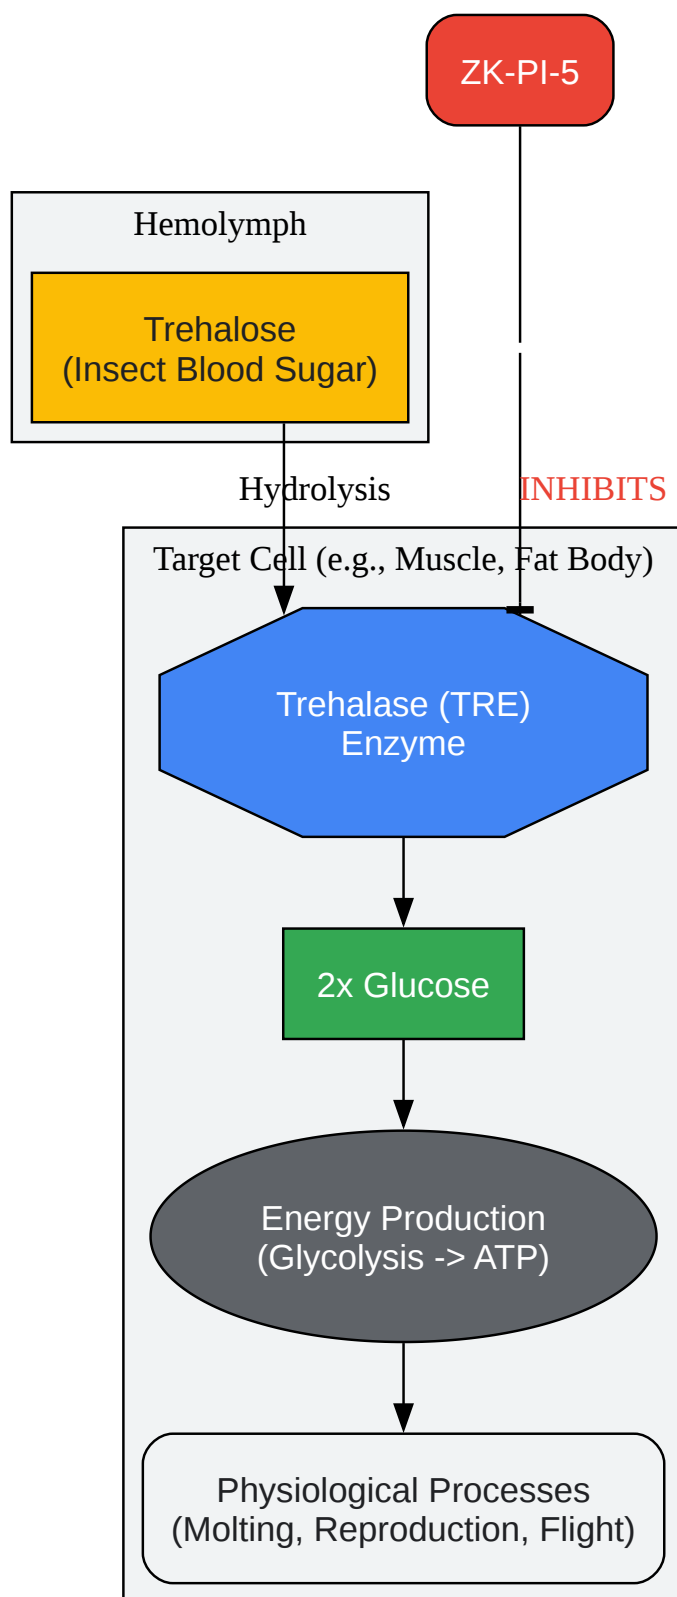 ZK-PI-5
Hemolymph
Trehalose
(Insect Blood Sugar)
Hydrolysis
INHIBITS
Target Cell (e.g., Muscle, Fat Body)
Trehalase (TRE)
Enzyme
2x Glucose
Energy Production
(Glycolysis -> ATP)
Physiological Processes
(Molting, Reproduction, Flight)